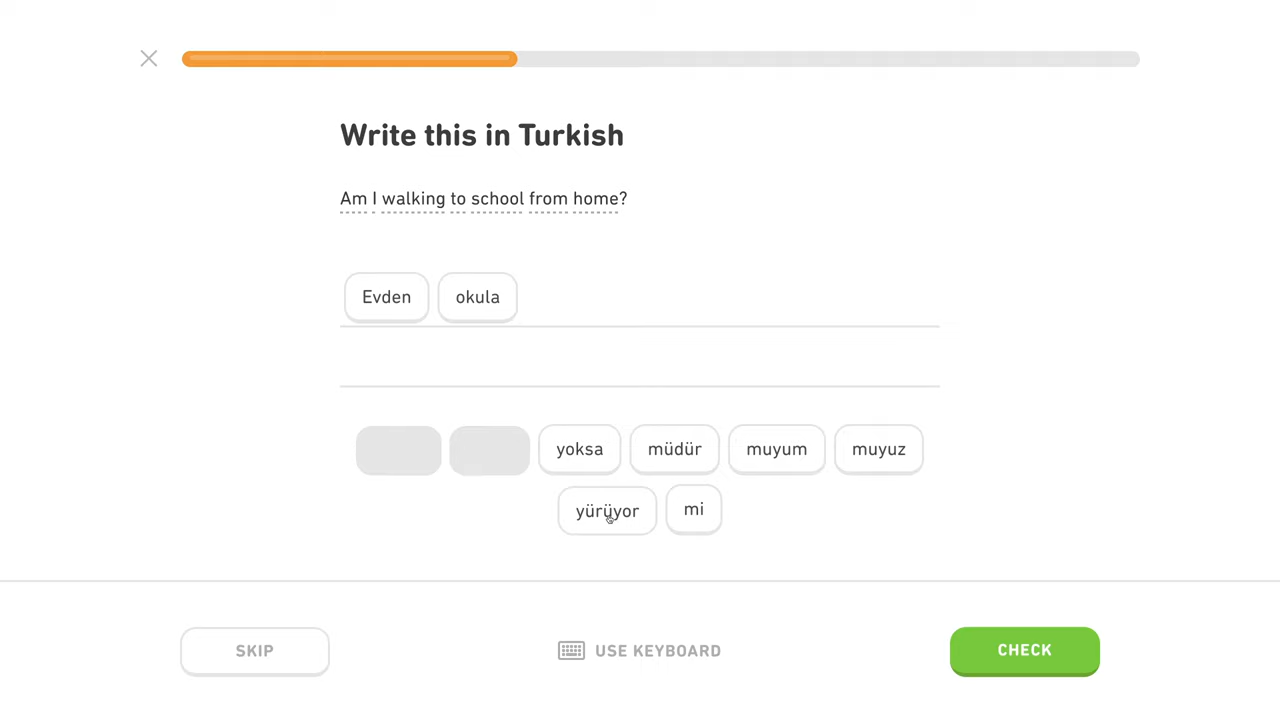 Write this in Turkish
Am I walking to school from home?
Evden okula
yoksa müdür muyum muyuz
yürüyor mi
SKIP USE KEYBOARD CHECK